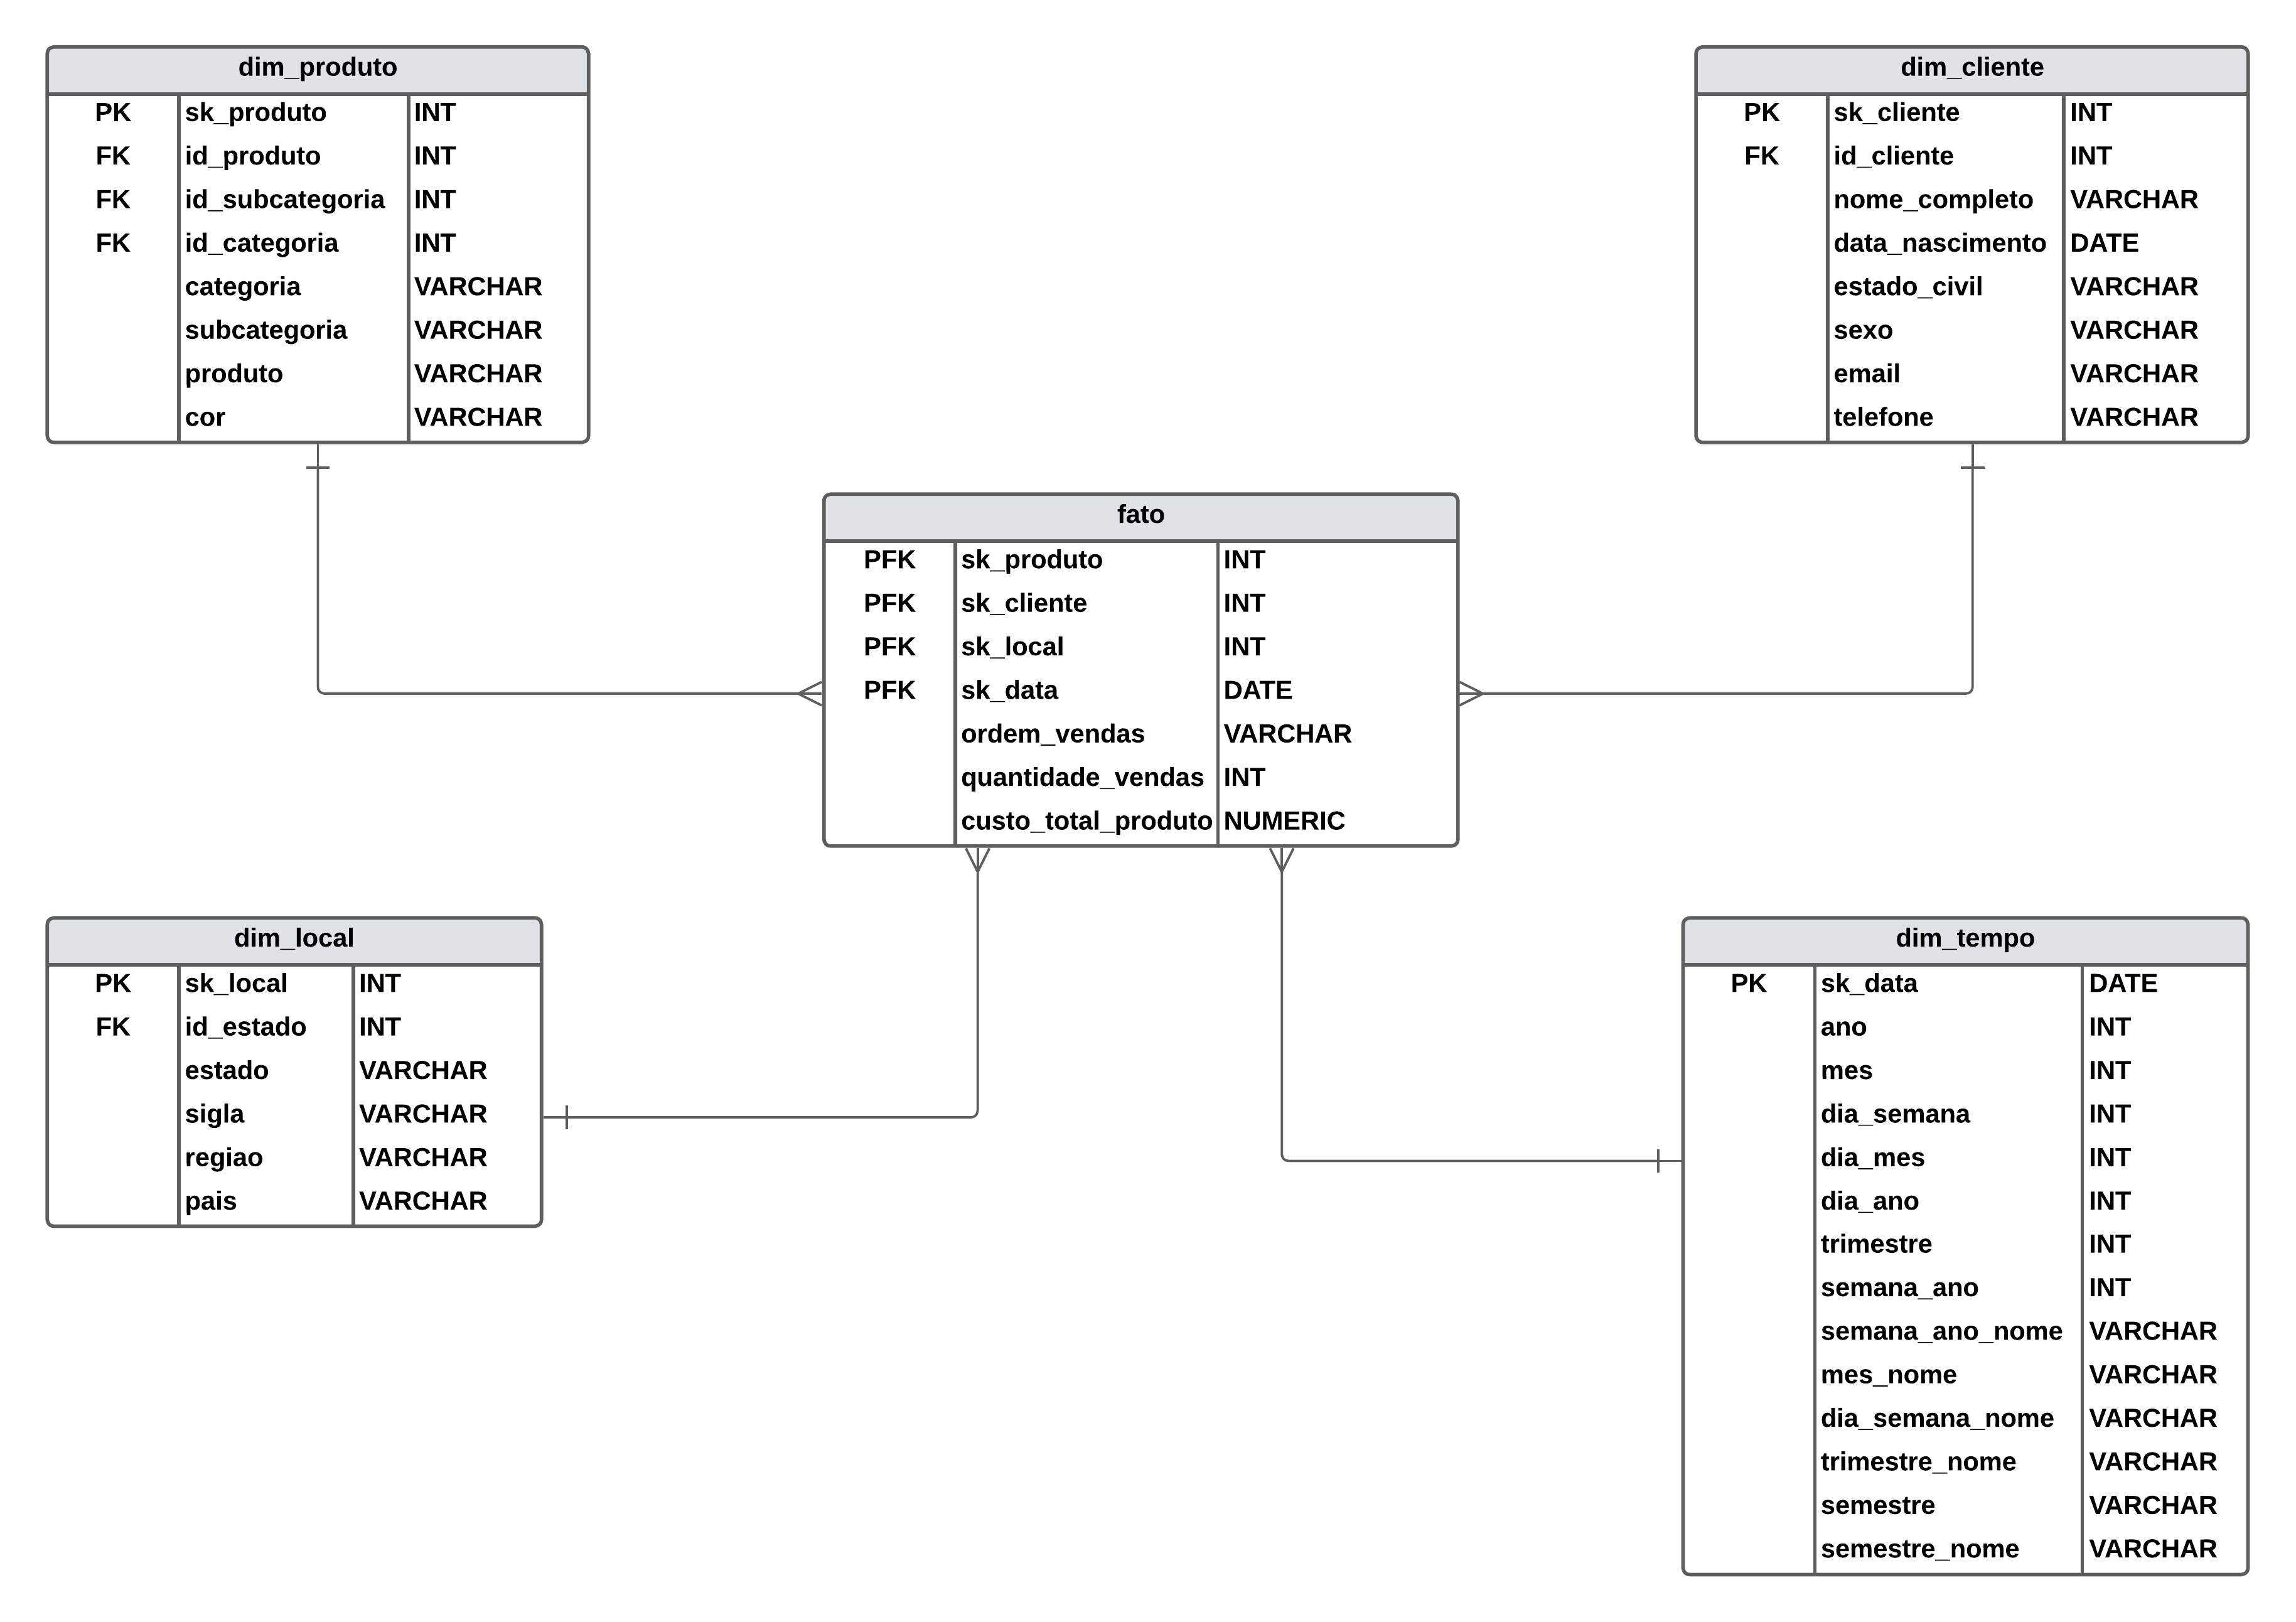 dim_produto
PK sk_produto INT
FK id_produto INT
FK id_subcategoria INT
FK id_categoria INT
categoria VARCHAR
subcategoria VARCHAR
produto VARCHAR
cor VARCHAR
dim_cliente
PK sk_cliente INT
FK id_cliente INT
nome_completo VARCHAR
data_nascimento DATE
estado_civil VARCHAR
sexo VARCHAR
email VARCHAR
telefone VARCHAR
fato
PFK sk_produto INT
PFK sk_cliente INT
PFK sk_local INT
PFK sk_data DATE
ordem_vendas VARCHAR
quantidade_vendas INT
custo_total_produto NUMERIC
dim_local
PK sk_local INT
FK id_estado INT
estado VARCHAR
sigla VARCHAR
regiao VARCHAR
pais VARCHAR
dim_tempo
PK sk_data DATE
ano INT
mes INT
dia_semana INT
dia_mes INT
dia_ano INT
trimestre INT
semana_ano INT
semana_ano_nome VARCHAR
mes_nome VARCHAR
dia_semana_nome VARCHAR
trimestre_nome VARCHAR
semestre VARCHAR
semestre_nome VARCHAR